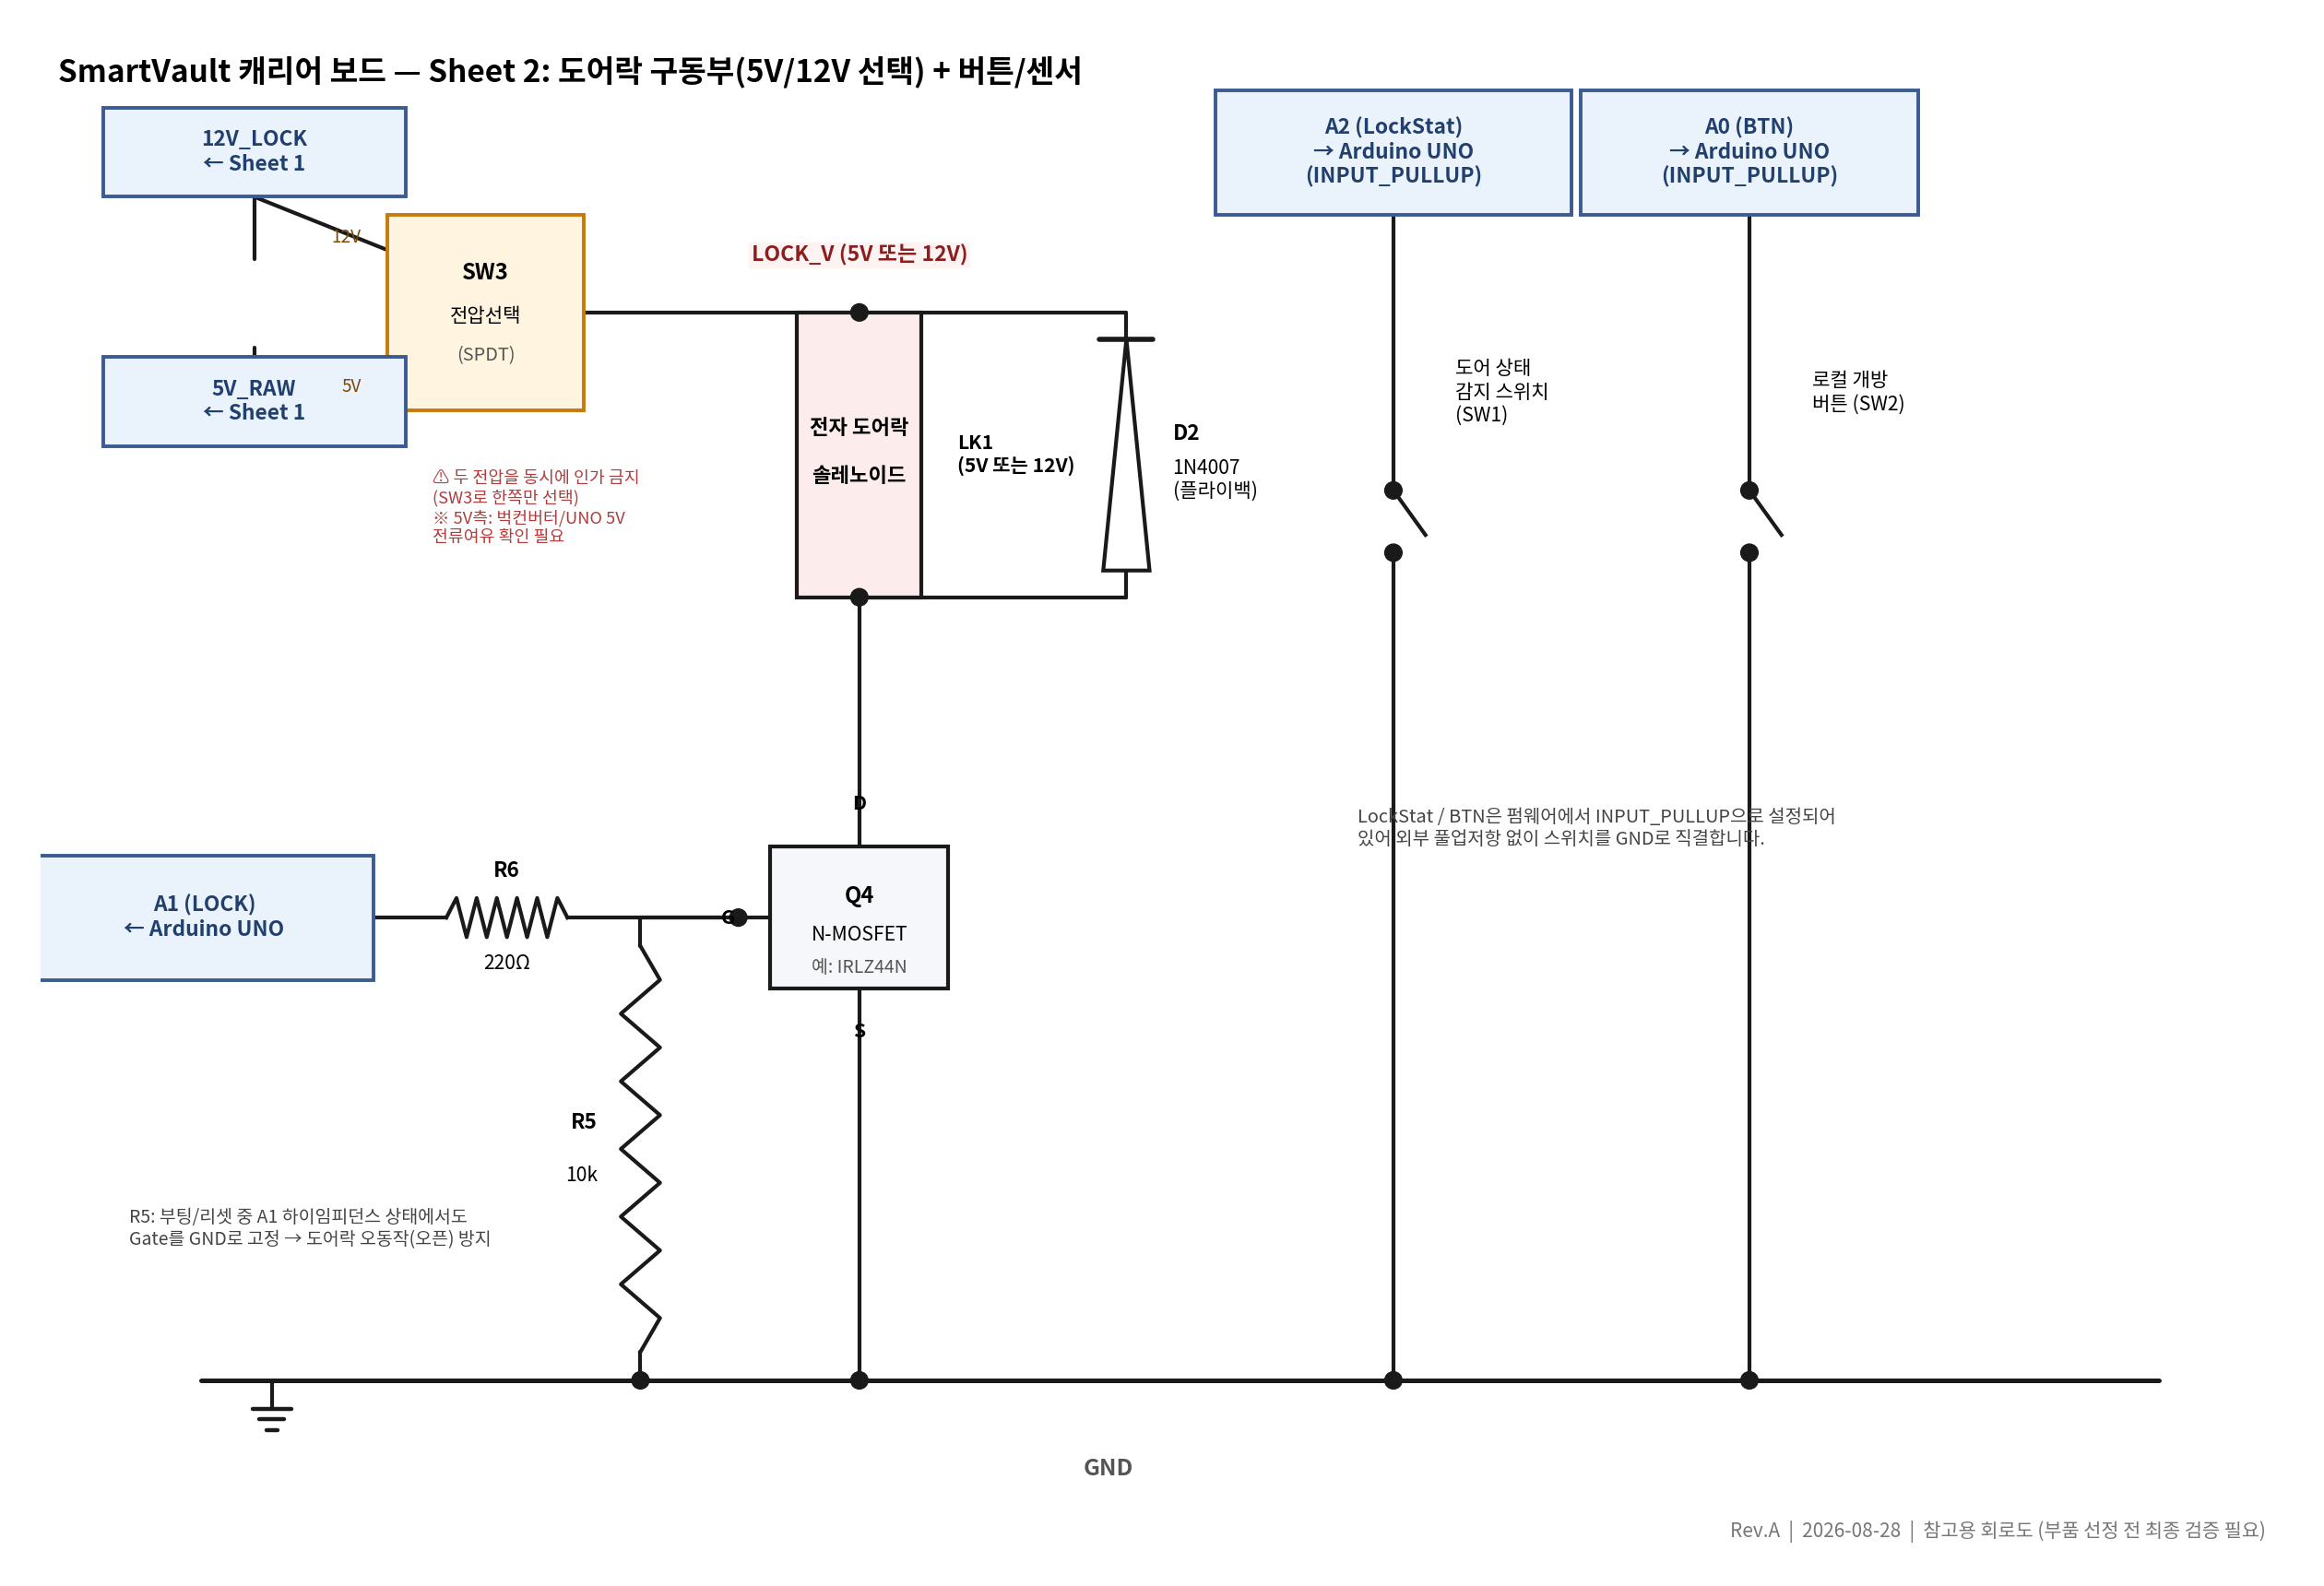 SmartVault 캐리어 보드 — Sheet 2: 도어락 구동부(5V/12V 선택) + 버튼/센서
12V_LOCK
← Sheet 1
12V
SW3
전압선택
(SPDT)
5V_RAW
← Sheet 1
5V
⚠ 두 전압을 동시에 인가 금지
(SW3로 한쪽만 선택)
※ 5V측: 벅컨버터/UNO 5V
전류여유 확인 필요
LOCK_V (5V 또는 12V)
전자 도어락
솔레노이드
LK1
(5V 또는 12V)
D2
1N4007
(플라이백)
A2 (LockStat)
→ Arduino UNO
(INPUT_PULLUP)
A0 (BTN)
→ Arduino UNO
(INPUT_PULLUP)
도어 상태
감지 스위치
(SW1)
로컬 개방
버튼 (SW2)
LockStat / BTN은 펌웨어에서 INPUT_PULLUP으로 설정되어
있어 외부 풀업저항 없이 스위치를 GND로 직결합니다.
A1 (LOCK)
← Arduino UNO
R6
220Ω
G
D
Q4
N-MOSFET
예: IRLZ44N
S
R5
10k
R5: 부팅/리셋 중 A1 하이임피던스 상태에서도
Gate를 GND로 고정 → 도어락 오동작(오픈) 방지
GND
Rev.A | 2026-08-28 | 참고용 회로도 (부품 선정 전 최종 검증 필요)